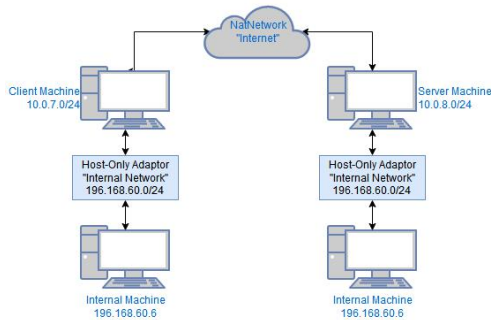 NatNetwork
"Internet"
Client Machine
10.0.7.0/24
Server Machine
10.0.8.0/24
Host-Only Adaptor
"Internal Network"
196.168.60.0/24
Host-Only Adaptor
"Internal Network"
196.168.60.0/24
Internal Machine
196.168.60.6
Internal Machine
196.168.60.6